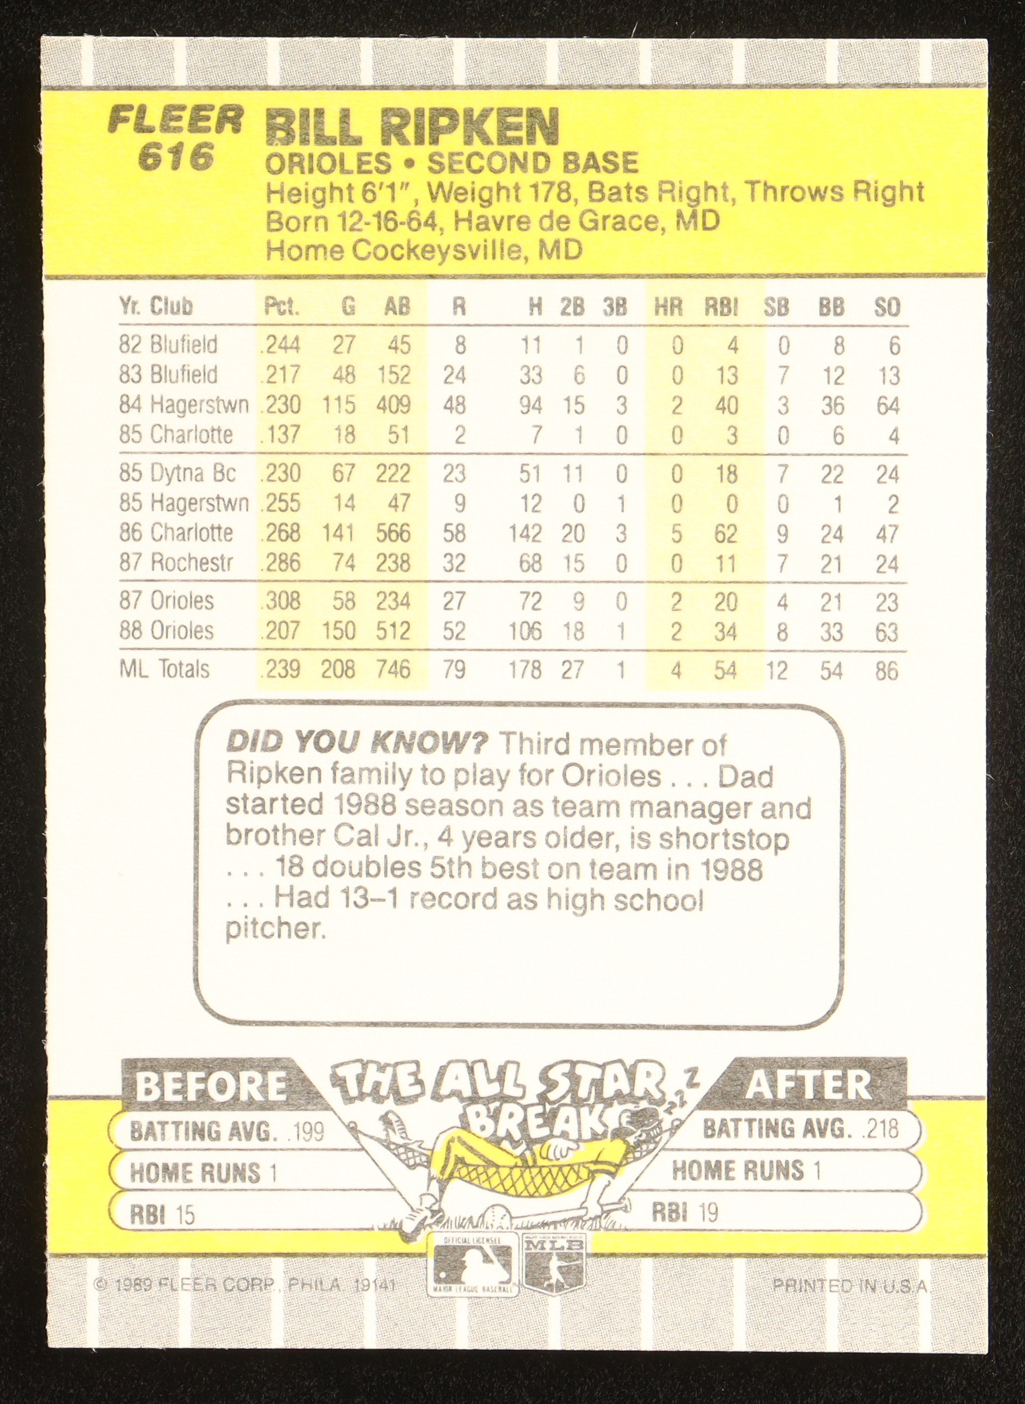 FLEER
616
BILL RIPKEN
ORIOLES • SECOND BASE
Height 6'1", Weight 178, Bats Right, Throws Right
Born 12-16-64, Havre de Grace, MD
Home Cockeysville, MD
Yr. Club Pct. G AB R H 2B 3B HR RBI SB BB SO
82 Blufield .244 27 45 8 11 1 0 0 4 0 8 6
83 Blufield .217 48 152 24 33 6 0 0 13 7 12 13
84 Hagerstwn .230 115 409 48 94 15 3 2 40 3 36 64
85 Charlotte .137 18 51 2 7 1 0 0 3 0 6 4
85 Dytna Bc .230 67 222 23 51 11 0 0 18 7 22 24
85 Hagerstwn .255 14 47 9 12 0 1 0 0 0 1 2
86 Charlotte .268 141 566 58 142 20 3 5 62 9 24 47
87 Rochestr .286 74 238 32 68 15 0 0 11 7 21 24
87 Orioles .308 58 234 27 72 9 0 2 20 4 21 23
88 Orioles .207 150 512 52 106 18 1 2 34 8 33 63
ML Totals .239 208 746 79 178 27 1 4 54 12 54 86
DID YOU KNOW? Third member of
Ripken family to play for Orioles . . . Dad
started 1988 season as team manager and
brother Cal Jr., 4 years older, is shortstop
. . . 18 doubles 5th best on team in 1988
. . . Had 13–1 record as high school
pitcher.
THE ALL STAR
BREAK
zzZ
BEFORE
BATTING AVG. .199
HOME RUNS 1
RBI 15
AFTER
BATTING AVG. .218
HOME RUNS 1
RBI 19
OFFICIAL LICENSEE
MAJOR LEAGUE BASEBALL
MLB
© 1989 FLEER CORP., PHILA. 19141
PRINTED IN U.S.A.